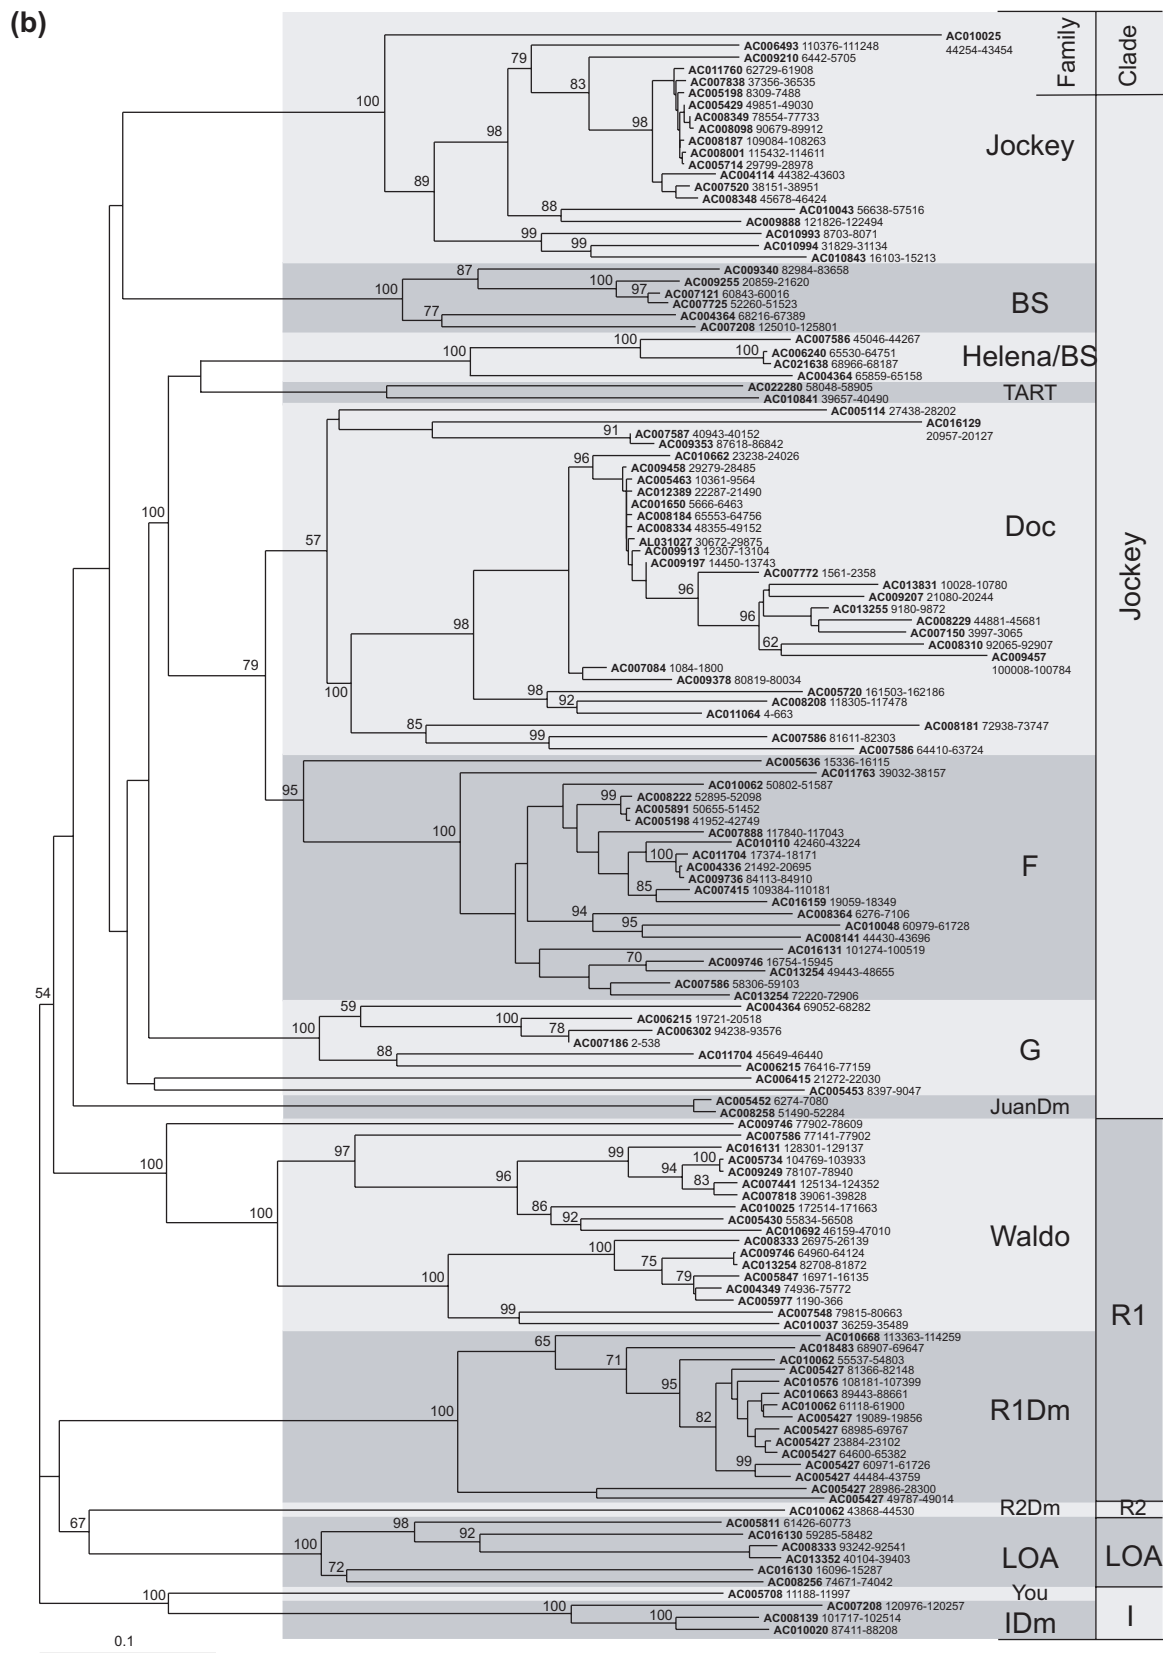 (b)
Family
Clade
AC010025
44254-43454
AC006493 110376-111248
79
AC009210 6442-5705
83
AC011760 62729-61908
AC007838 37356-36535
AC005198 8309-7488
100
AC005429 49851-49030
AC008349 78554-77733
98
98
AC008098 90679-89912
AC008187 109084-108263
Jockey
AC008001 115432-114611
AC005714 29799-28978
AC004114 44382-43603
89
AC007520 38151-38951
AC008348 45678-46424
88
AC010043 56638-57516
AC009888 121826-122494
99
AC010993 8703-8071
99
AC010994 31829-31134
AC010843 16103-15213
87
AC009340 82984-83658
100
AC009255 20859-21620
100
97
AC007121 60843-60016
AC007725 52260-51523
BS
77
AC004364 68216-67389
AC007208 125010-125801
100
AC007586 45046-44267
100
100
AC006240 65530-64751
Helena/BS
AC021638 68966-68187
AC004364 65859-65158
AC022280 58048-58905
TART
AC010841 39657-40490
AC005114 27438-28202
AC016129
20957-20127
91
AC007587 40943-40152
AC009353 87618-86842
96
AC010662 23238-24026
AC009458 29279-28485
AC005463 10361-9564
AC012389 22287-21490
AC001650 5666-6463
100
AC008184 65553-64756
AC008334 48355-49152
Doc
57
AL031027 30672-29875
AC009913 12307-13104
AC009197 14450-13743
AC007772 1561-2358
Jockey
96
AC013831 10028-10780
AC009207 21080-20244
AC013255 9180-9872
98
96
AC008229 44881-45681
AC007150 3997-3065
62
AC008310 92065-92907
AC009457
100008-100784
79
AC007084 1084-1800
AC009378 80819-80034
100
98
AC005720 161503-162186
92
AC008208 118305-117478
AC011064 4-663
85
AC008181 72938-73747
99
AC007586 81611-82303
AC007586 64410-63724
AC005636 15336-16115
AC011763 39032-38157
95
AC010062 50802-51587
99
AC008222 52895-52098
AC005891 50655-51452
AC005198 41952-42749
100
AC007888 117840-117043
AC010110 42460-43224
100
AC011704 17374-18171
AC004336 21492-20695
F
AC009736 84113-84910
85
AC007415 109384-110181
AC016159 19059-18349
94
AC008364 6276-7106
95
AC010048 60979-61728
AC008141 44430-43696
AC016131 101274-100519
70
AC009746 16754-15945
AC013254 49443-48655
AC007586 58306-59103
54
AC013254 72220-72906
59
AC004364 69052-68282
100
100
AC006215 19721-20518
78
AC006302 94238-93576
AC007186 2-538
G
88
AC011704 45649-46440
AC006215 76416-77159
AC006415 21272-22030
AC005453 8397-9047
AC005452 6274-7080
JuanDm
AC008258 51490-52284
AC009746 77902-78609
AC007586 77141-77902
97
99
AC016131 128301-129137
100
100
AC005734 104769-103933
94
AC009249 78107-78940
96
83
AC007441 125134-124352
AC007818 39061-39828
86
AC010025 172514-171663
100
92
AC005430 55834-56508
AC010692 46159-47010
Waldo
100
AC008333 26975-26139
75
AC009746 64960-64124
AC013254 82708-81872
100
79
AC005847 16971-16135
AC004349 74936-75772
AC005977 1190-366
99
AC007548 79815-80663
R1
AC010037 36259-35489
65
AC010668 113363-114259
AC018483 68907-69647
71
AC010062 55537-54803
AC005427 81366-82148
95
AC010576 108181-107399
AC010663 89443-88661
AC010062 61118-61900
100
82
AC005427 19089-19856
R1Dm
AC005427 68985-69767
AC005427 23884-23102
AC005427 64600-65382
99
AC005427 60971-61726
AC005427 44484-43759
AC005427 28986-28300
AC005427 49787-49014
AC010062 43868-44530
R2Dm
R2
67
98
AC005811 61426-60773
92
AC016130 59285-58482
100
AC008333 93242-92541
AC013352 40104-39403
LOA
LOA
72
AC016130 16096-15287
AC008256 74671-74042
100
AC005708 11188-11997
You
100
AC007208 120976-120257
100
AC008139 101717-102514
IDm
I
AC010020 87411-88208
0.1